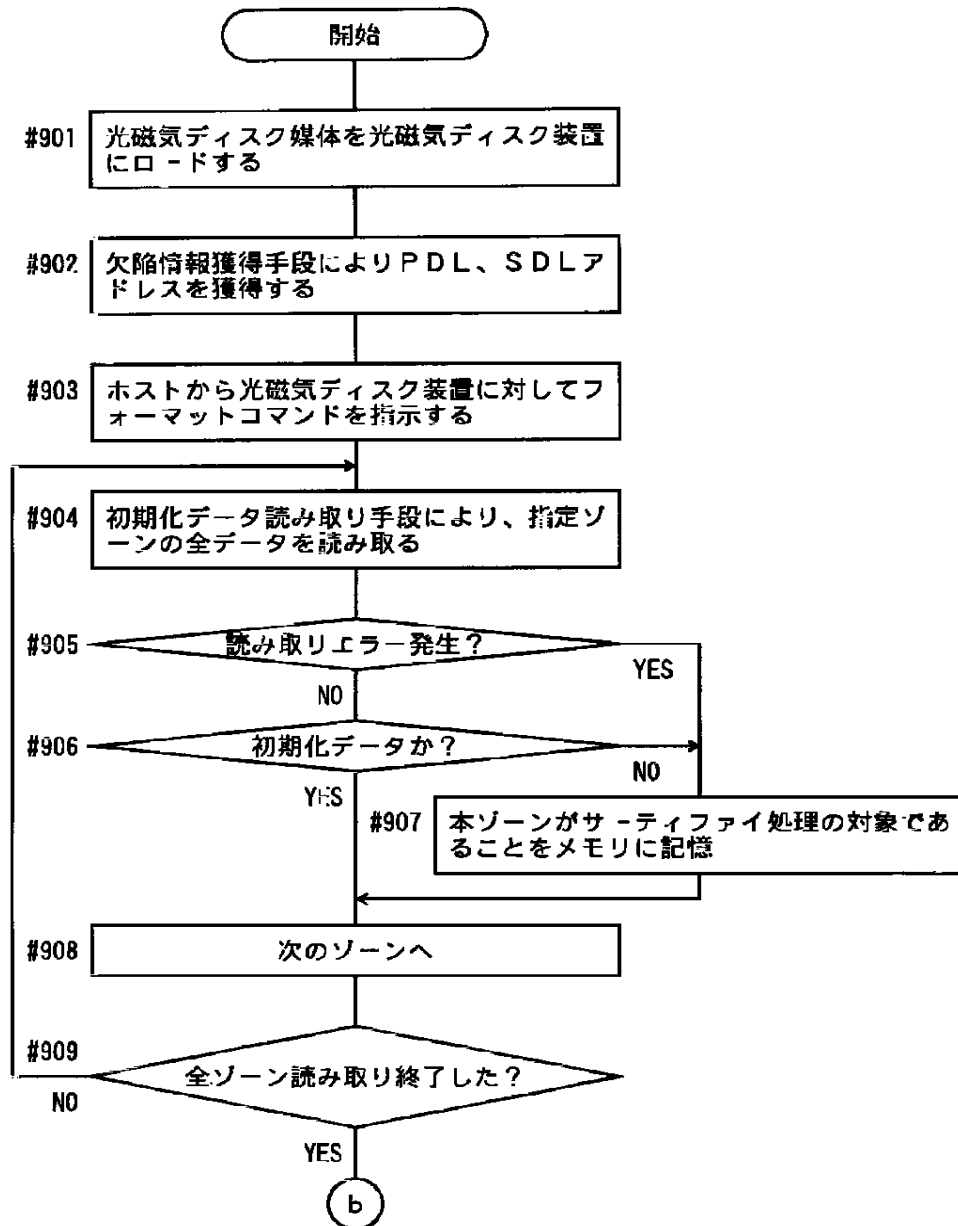 開始
#901
光磁気ディスク媒体を光磁気ディスク装置
にロードする
#902
欠陥情報獲得手段によりPDL、SDLア
ドレスを獲得する
#903
ホストから光磁気ディスク装置に対してフ
ォーマットコマンドを指示する
#904
初期化データ読み取り手段により、指定ゾ
ーンの全データを読み取る
#905
読み取りエラー発生?
YES
NO
#906
初期化データか?
NO
YES
#907
本ゾーンがサーティファイ処理の対象であ
ることをメモリに記憶
#908
次のゾーンへ
#909
全ゾーン読み取り終了した?
NO
YES
b